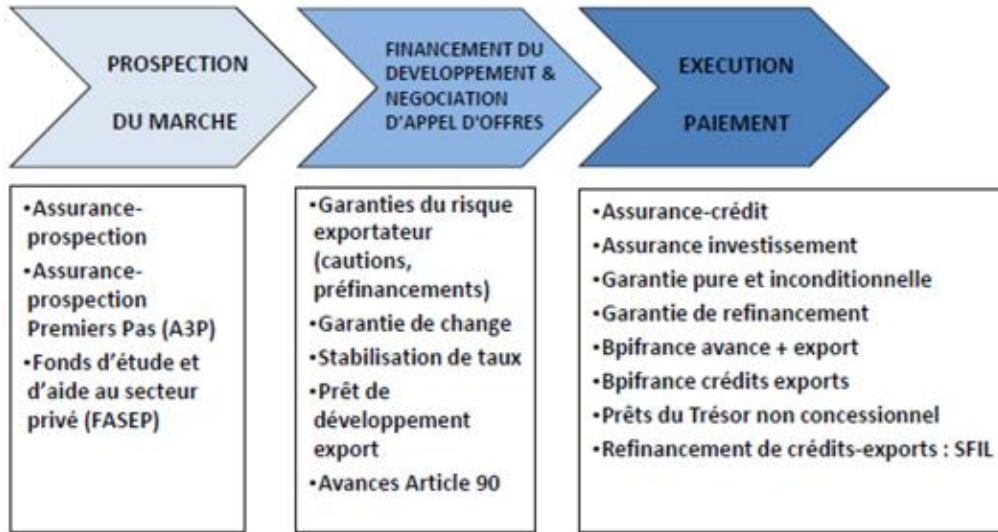 PROSPECTION
DU MARCHE
FINANCEMENT DU
DEVELOPPEMENT &
NEGOCIATION
D'APPEL D'OFFRES
EXECUTION
PAIEMENT
•Assurance-
prospection
•Assurance-
prospection
Premiers Pas (A3P)
•Fonds d'étude et
d'aide au secteur
privé (FASEP)
•Garanties du risque
exportateur
(cautions,
préfinancements)
•Garantie de change
•Stabilisation de taux
•Prêt de
développement
export
•Avances Article 90
•Assurance-crédit
•Assurance investissement
•Garantie pure et inconditionnelle
•Garantie de refinancement
•Bpifrance avance + export
•Bpifrance crédits exports
•Prêts du Trésor non concessionnel
•Refinancement de crédits-exports : SFIL